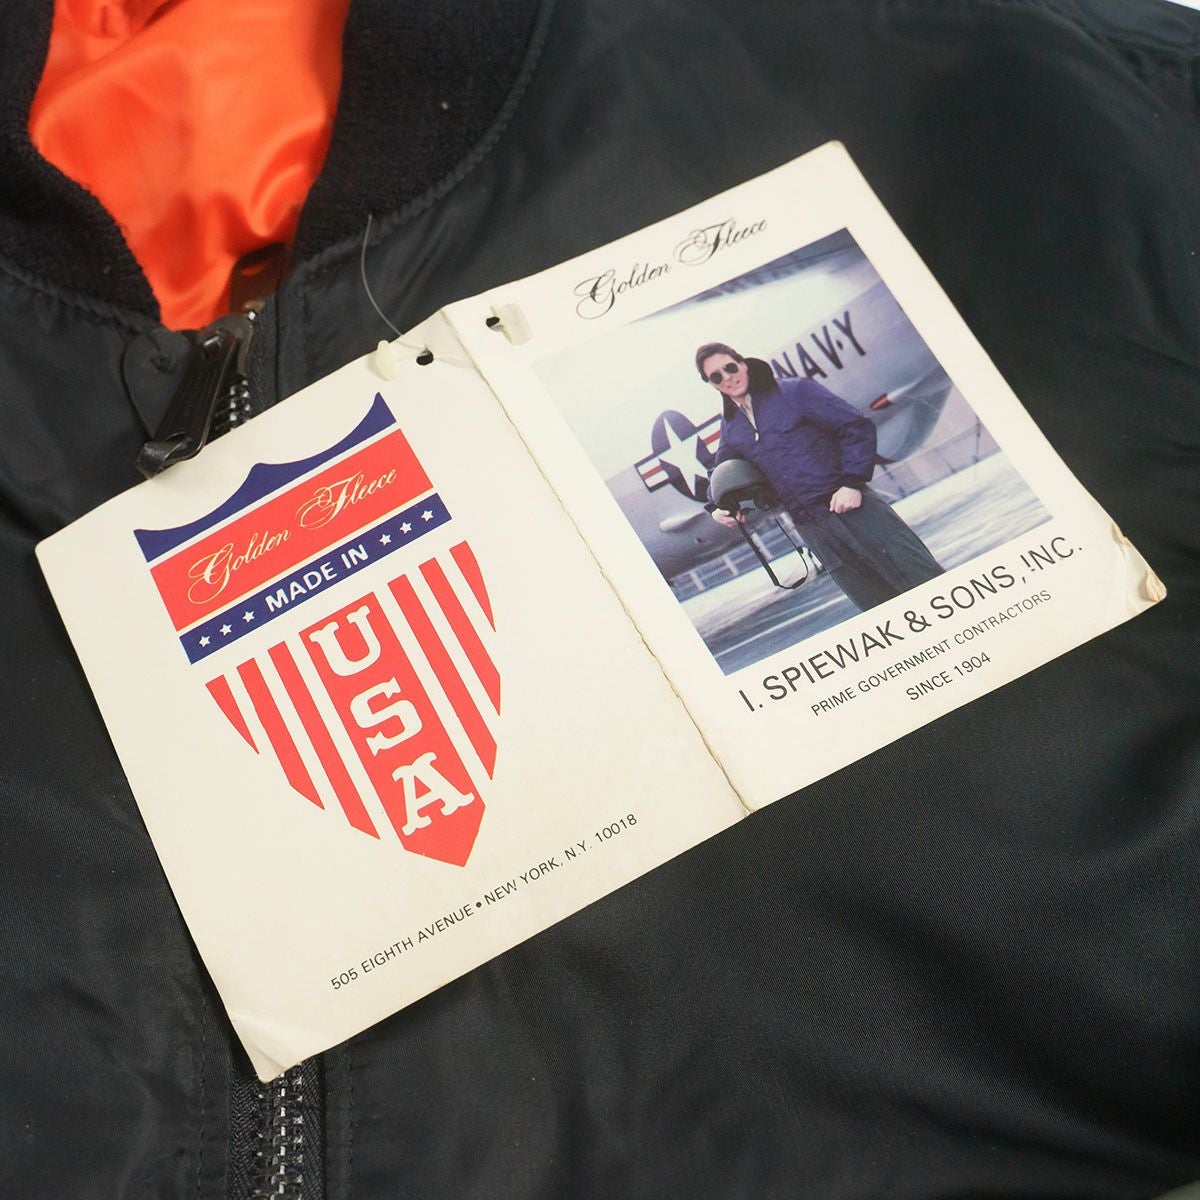 Golden Fleece
MADE IN
USA
505 EIGHTH AVENUE • NEW YORK, N.Y. 10018
Golden Fleece
NAVY
I. SPIEWAK & SONS, INC.
PRIME GOVERNMENT CONTRACTORS
SINCE 1904